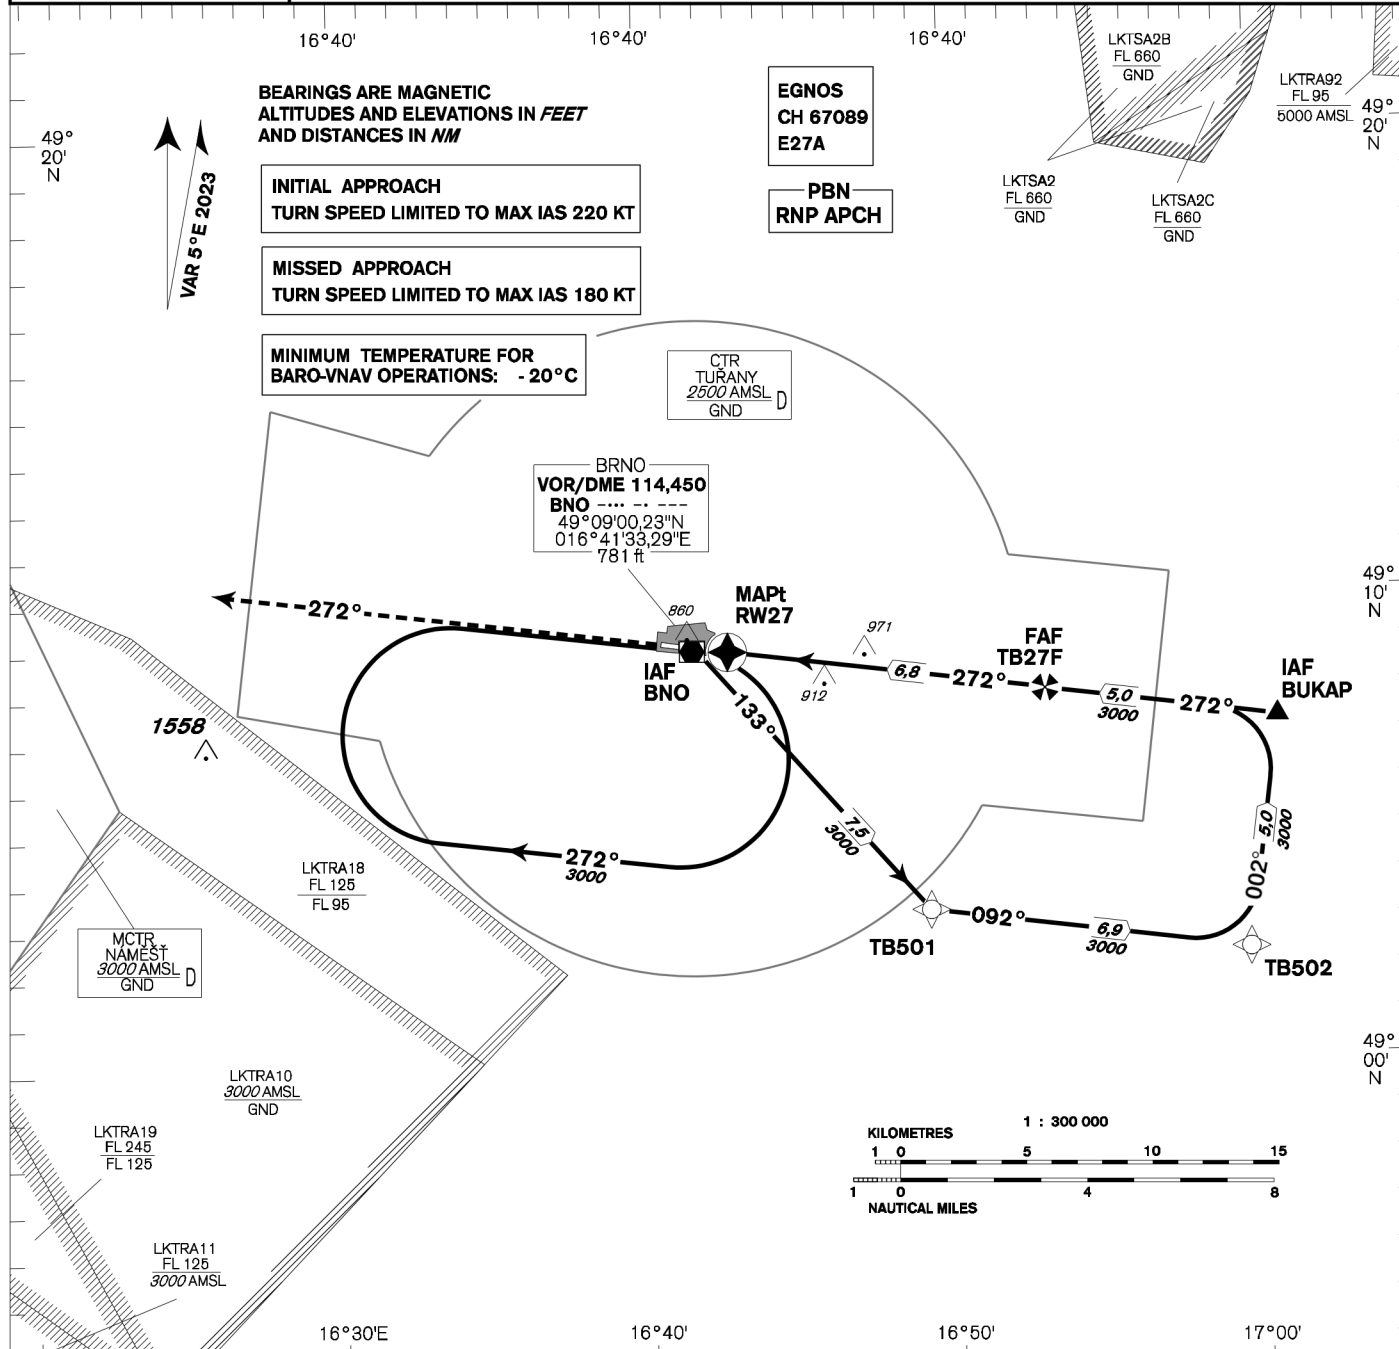 16°40'
16°40'
16°40'
BEARINGS ARE MAGNETIC
ALTITUDES AND ELEVATIONS IN FEET
AND DISTANCES IN NM
VAR 5°E 2023
INITIAL APPROACH
TURN SPEED LIMITED TO MAX IAS 220 KT
MISSED APPROACH
TURN SPEED LIMITED TO MAX IAS 180 KT
MINIMUM TEMPERATURE FOR
BARO-VNAV OPERATIONS: -20°C
EGNOS
CH 67089
E27A
PBN
RNP APCH
LKTSA2B
FL 660
GND
LKTRA92
FL 95
5000 AMSL
LKTSA2
FL 660
GND
LKTSA2C
FL 660
GND
49°
20'
N
49°
20'
N
CTR
TUŘANY
2500 AMSL
GND
D
BRNO
VOR/DME 114,450
BNO -··· -· ---
49°09'00,23"N
016°41'33,29"E
781 ft
49°
10'
N
272°
860
MAPt
RW27
971
912
6,8
272°
FAF
TB27F
5,0
3000
272°
IAF
BUKAP
IAF
BNO
133°
1558
7,5
3000
272°
3000
5,0
3000
002°
TB501
092°
6,9
3000
TB502
LKTRA18
FL 125
FL 95
MCTR
NÁMĚŠŤ
3000 AMSL
GND
D
LKTRA10
3000 AMSL
GND
LKTRA19
FL 245
FL 125
LKTRA11
FL 125
3000 AMSL
49°
00'
N
1 : 300 000
KILOMETRES
1 0 5 10 15
1 0 4 8
NAUTICAL MILES
16°30'E
16°40'
16°50'
17°00'